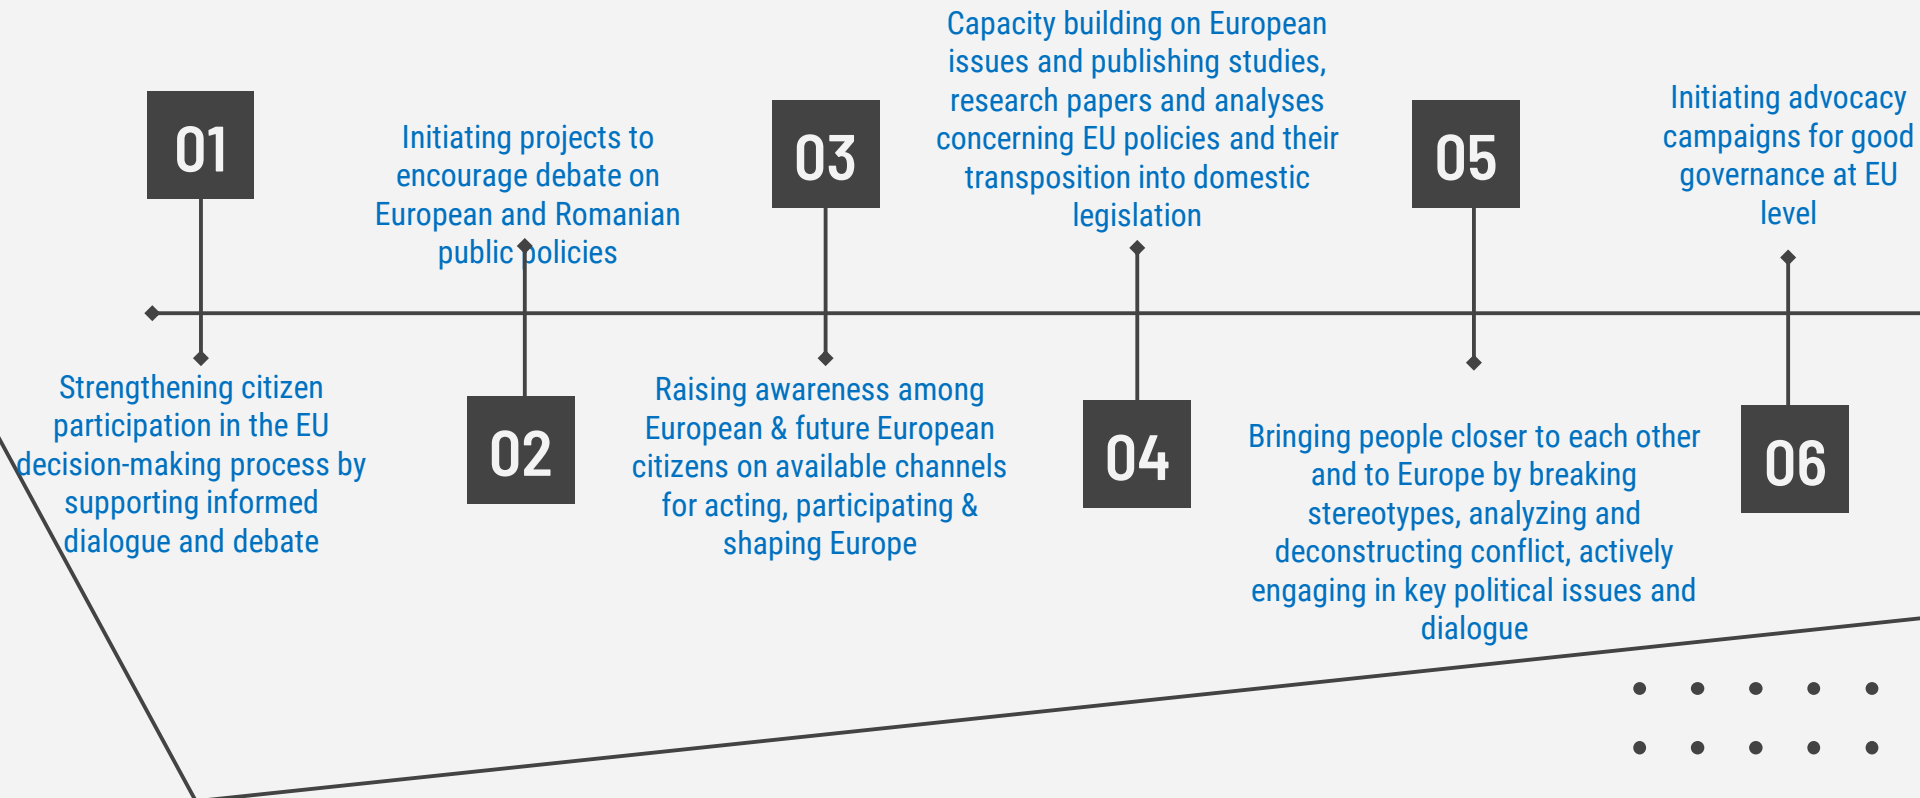 01
Strengthening citizen
participation in the EU
decision-making process by
supporting informed
dialogue and debate
Initiating projects to
encourage debate on
European and Romanian
public policies
02
03
Raising awareness among
European & future European
citizens on available channels
for acting, participating &
shaping Europe
Capacity building on European
issues and publishing studies,
research papers and analyses
concerning EU policies and their
transposition into domestic
legislation
04
05
Bringing people closer to each other
and to Europe by breaking
stereotypes, analyzing and
deconstructing conflict, actively
engaging in key political issues and
dialogue
Initiating advocacy
campaigns for good
governance at EU
level
06